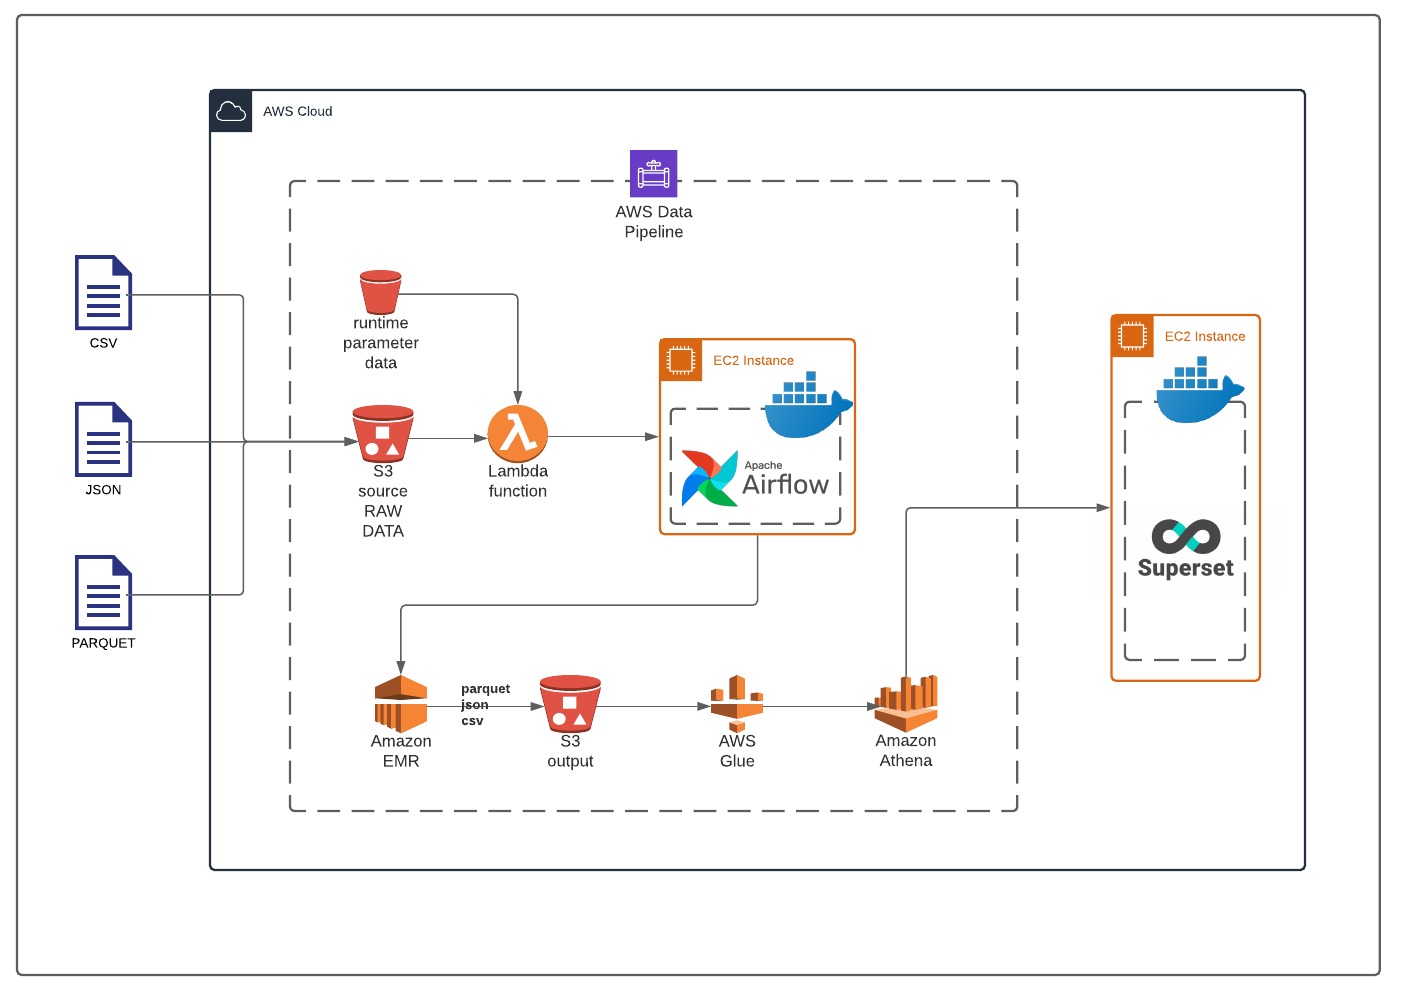 AWS Cloud
AWS Data
Pipeline
CSV
JSON
PARQUET
runtime
parameter
data
S3
source
RAW
DATA
Lambda
function
EC2 Instance
Apache
Airflow
EC2 Instance
Superset
Amazon
EMR
parquet
json
csv
S3
output
AWS
Glue
Amazon
Athena